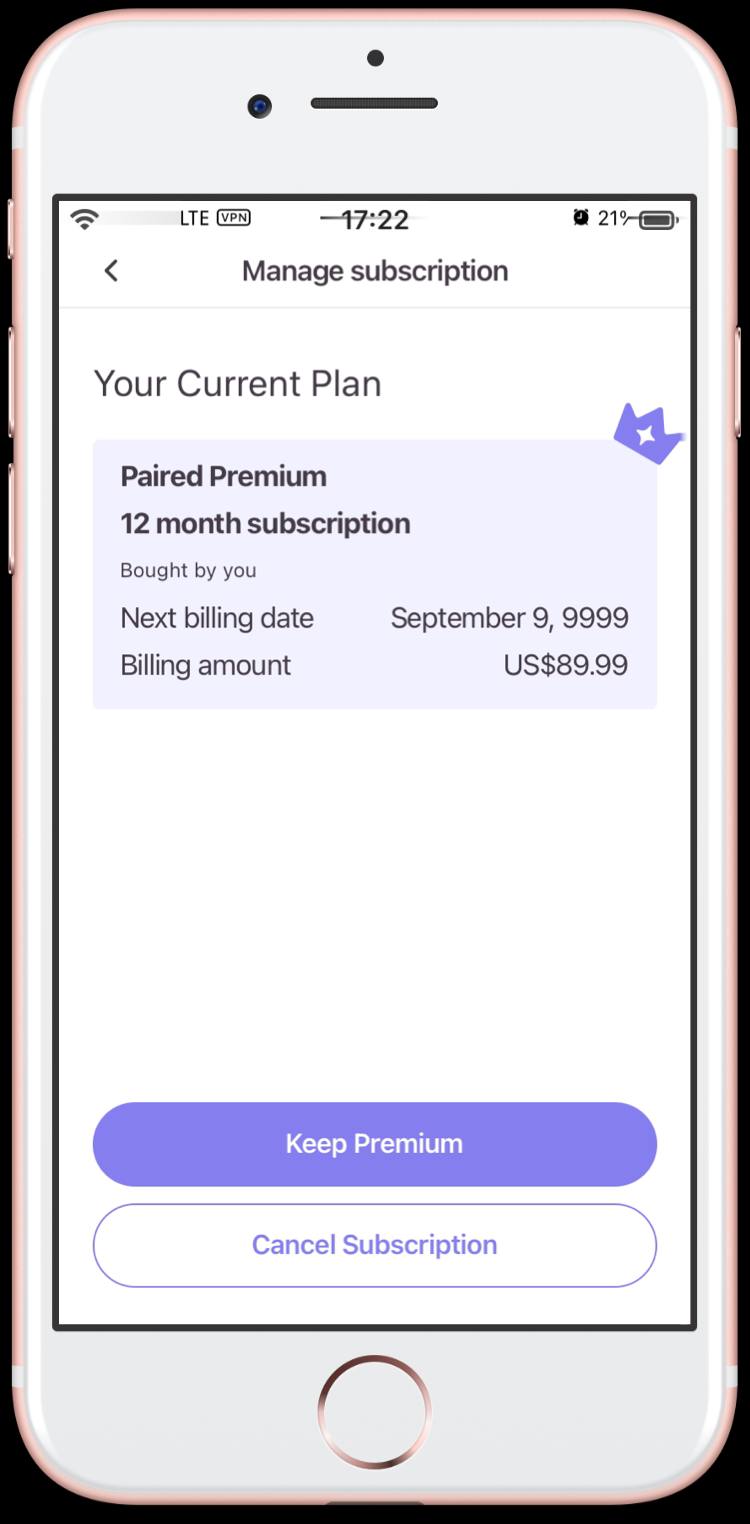 LTE VPN 17:22 21%
Manage subscription
Your Current Plan
Paired Premium
12 month subscription
Bought by you
Next billing date September 9, 9999
Billing amount US$89.99
Keep Premium
Cancel Subscription